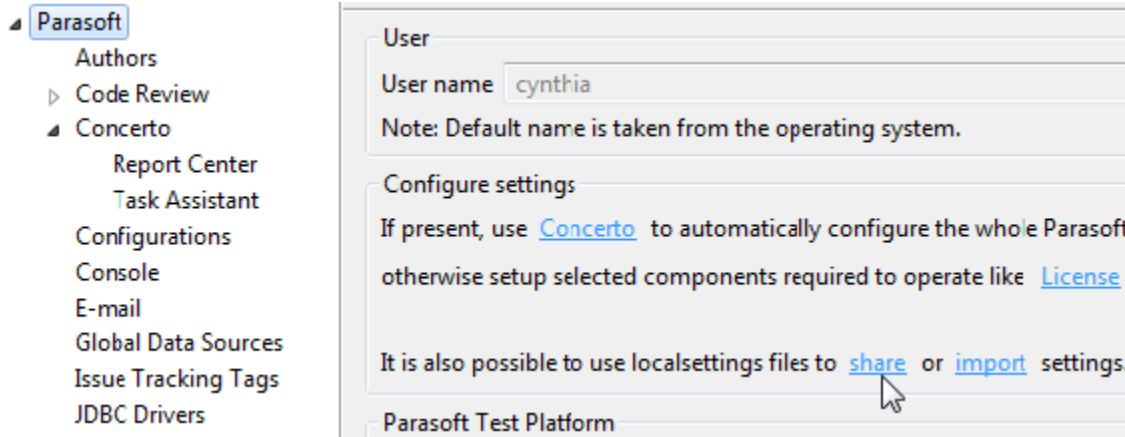 Parasoft
Authors
Code Review
Concerto
Report Center
Task Assistant
Configurations
Console
E-mail
Global Data Sources
Issue Tracking Tags
JDBC Drivers
User
User name cynthia
Note: Default name is taken from the operating system.
Configure settings
If present, use Concerto to automatically configure the whole Parasoft
otherwise setup selected components required to operate like License
It is also possible to use localsettings files to share or import settings.
Parasoft Test Platform